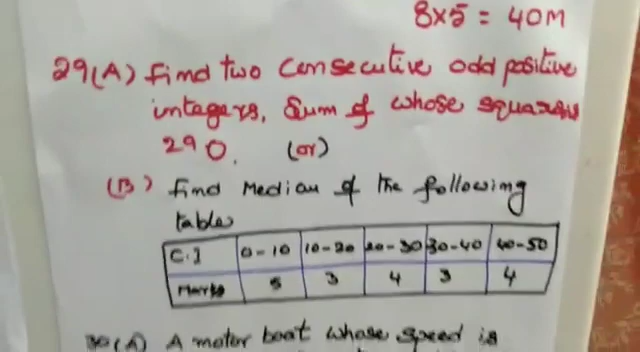 8x5 = 40M
29(A) Find two Consecutive odd positive
integers, Sum of whose squares is
290. (or)
(B) Find Median of the following
table
C.I 0-10 10-20 20-30 30-40 40-50
Marks 5 3 4 3 4
30(A) A motor boat whose speed is